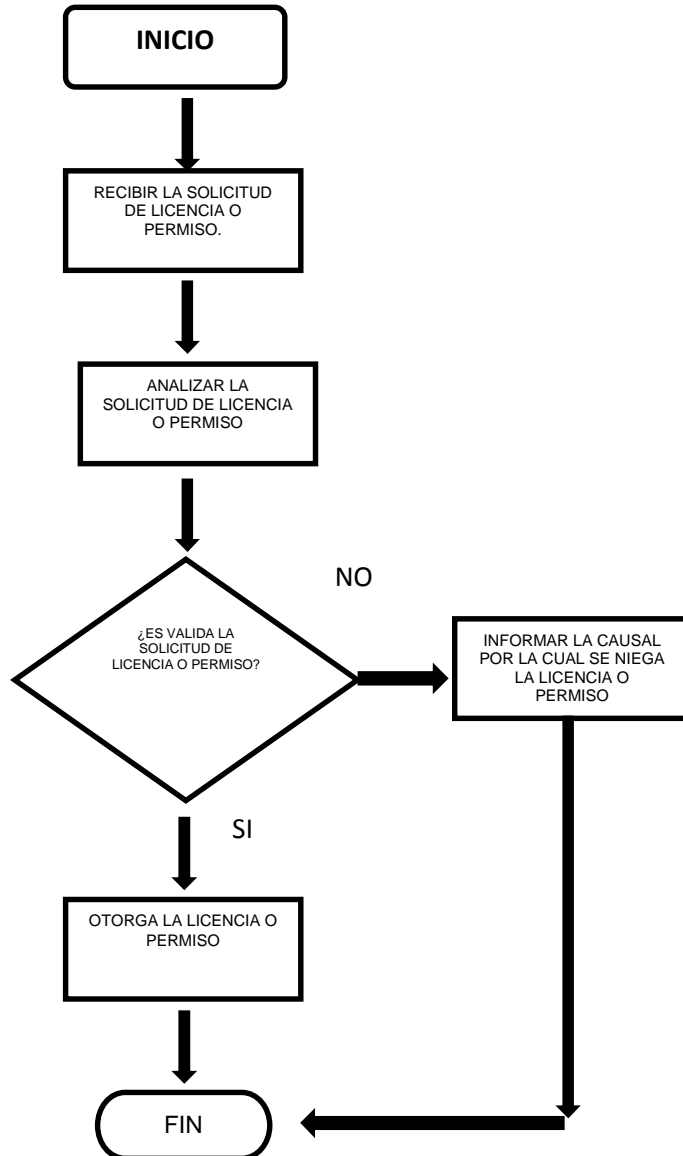 INICIO
RECIBIR LA SOLICITUD
DE LICENCIA O
PERMISO.
ANALIZAR LA
SOLICITUD DE LICENCIA
O PERMISO
NO
¿ES VALIDA LA
SOLICITUD DE
LICENCIA O PERMISO?
INFORMAR LA CAUSAL
POR LA CUAL SE NIEGA
LA LICENCIA O
PERMISO
SI
OTORGA LA LICENCIA O
PERMISO
FIN